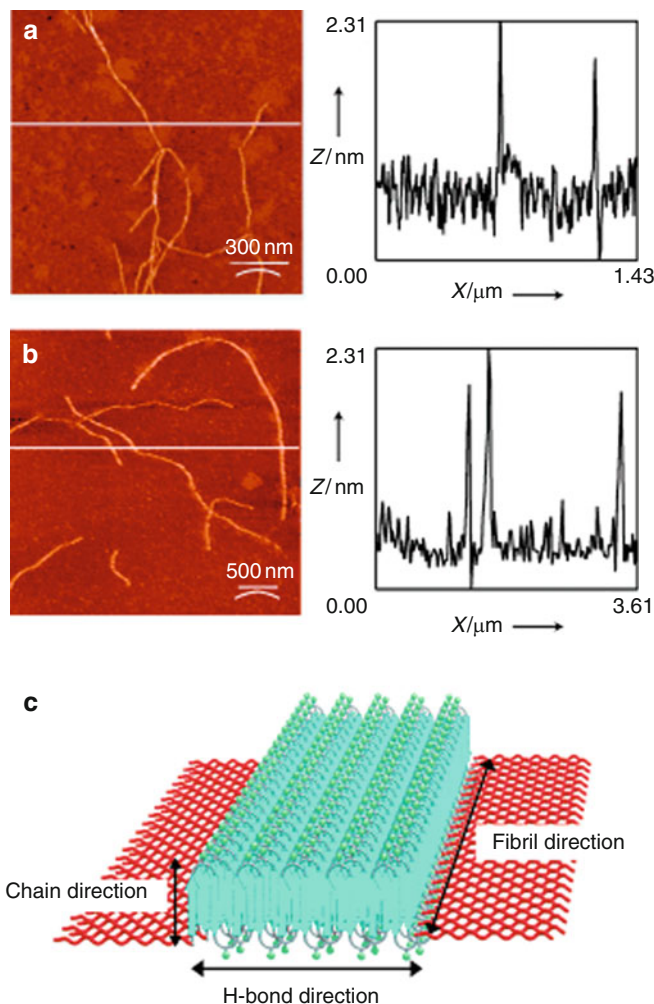 a
300 nm
2.31
Z/nm
0.00
X/μm
1.43
b
500 nm
2.31
Z/nm
0.00
X/μm
3.61
c
Chain direction
Fibril direction
H-bond direction